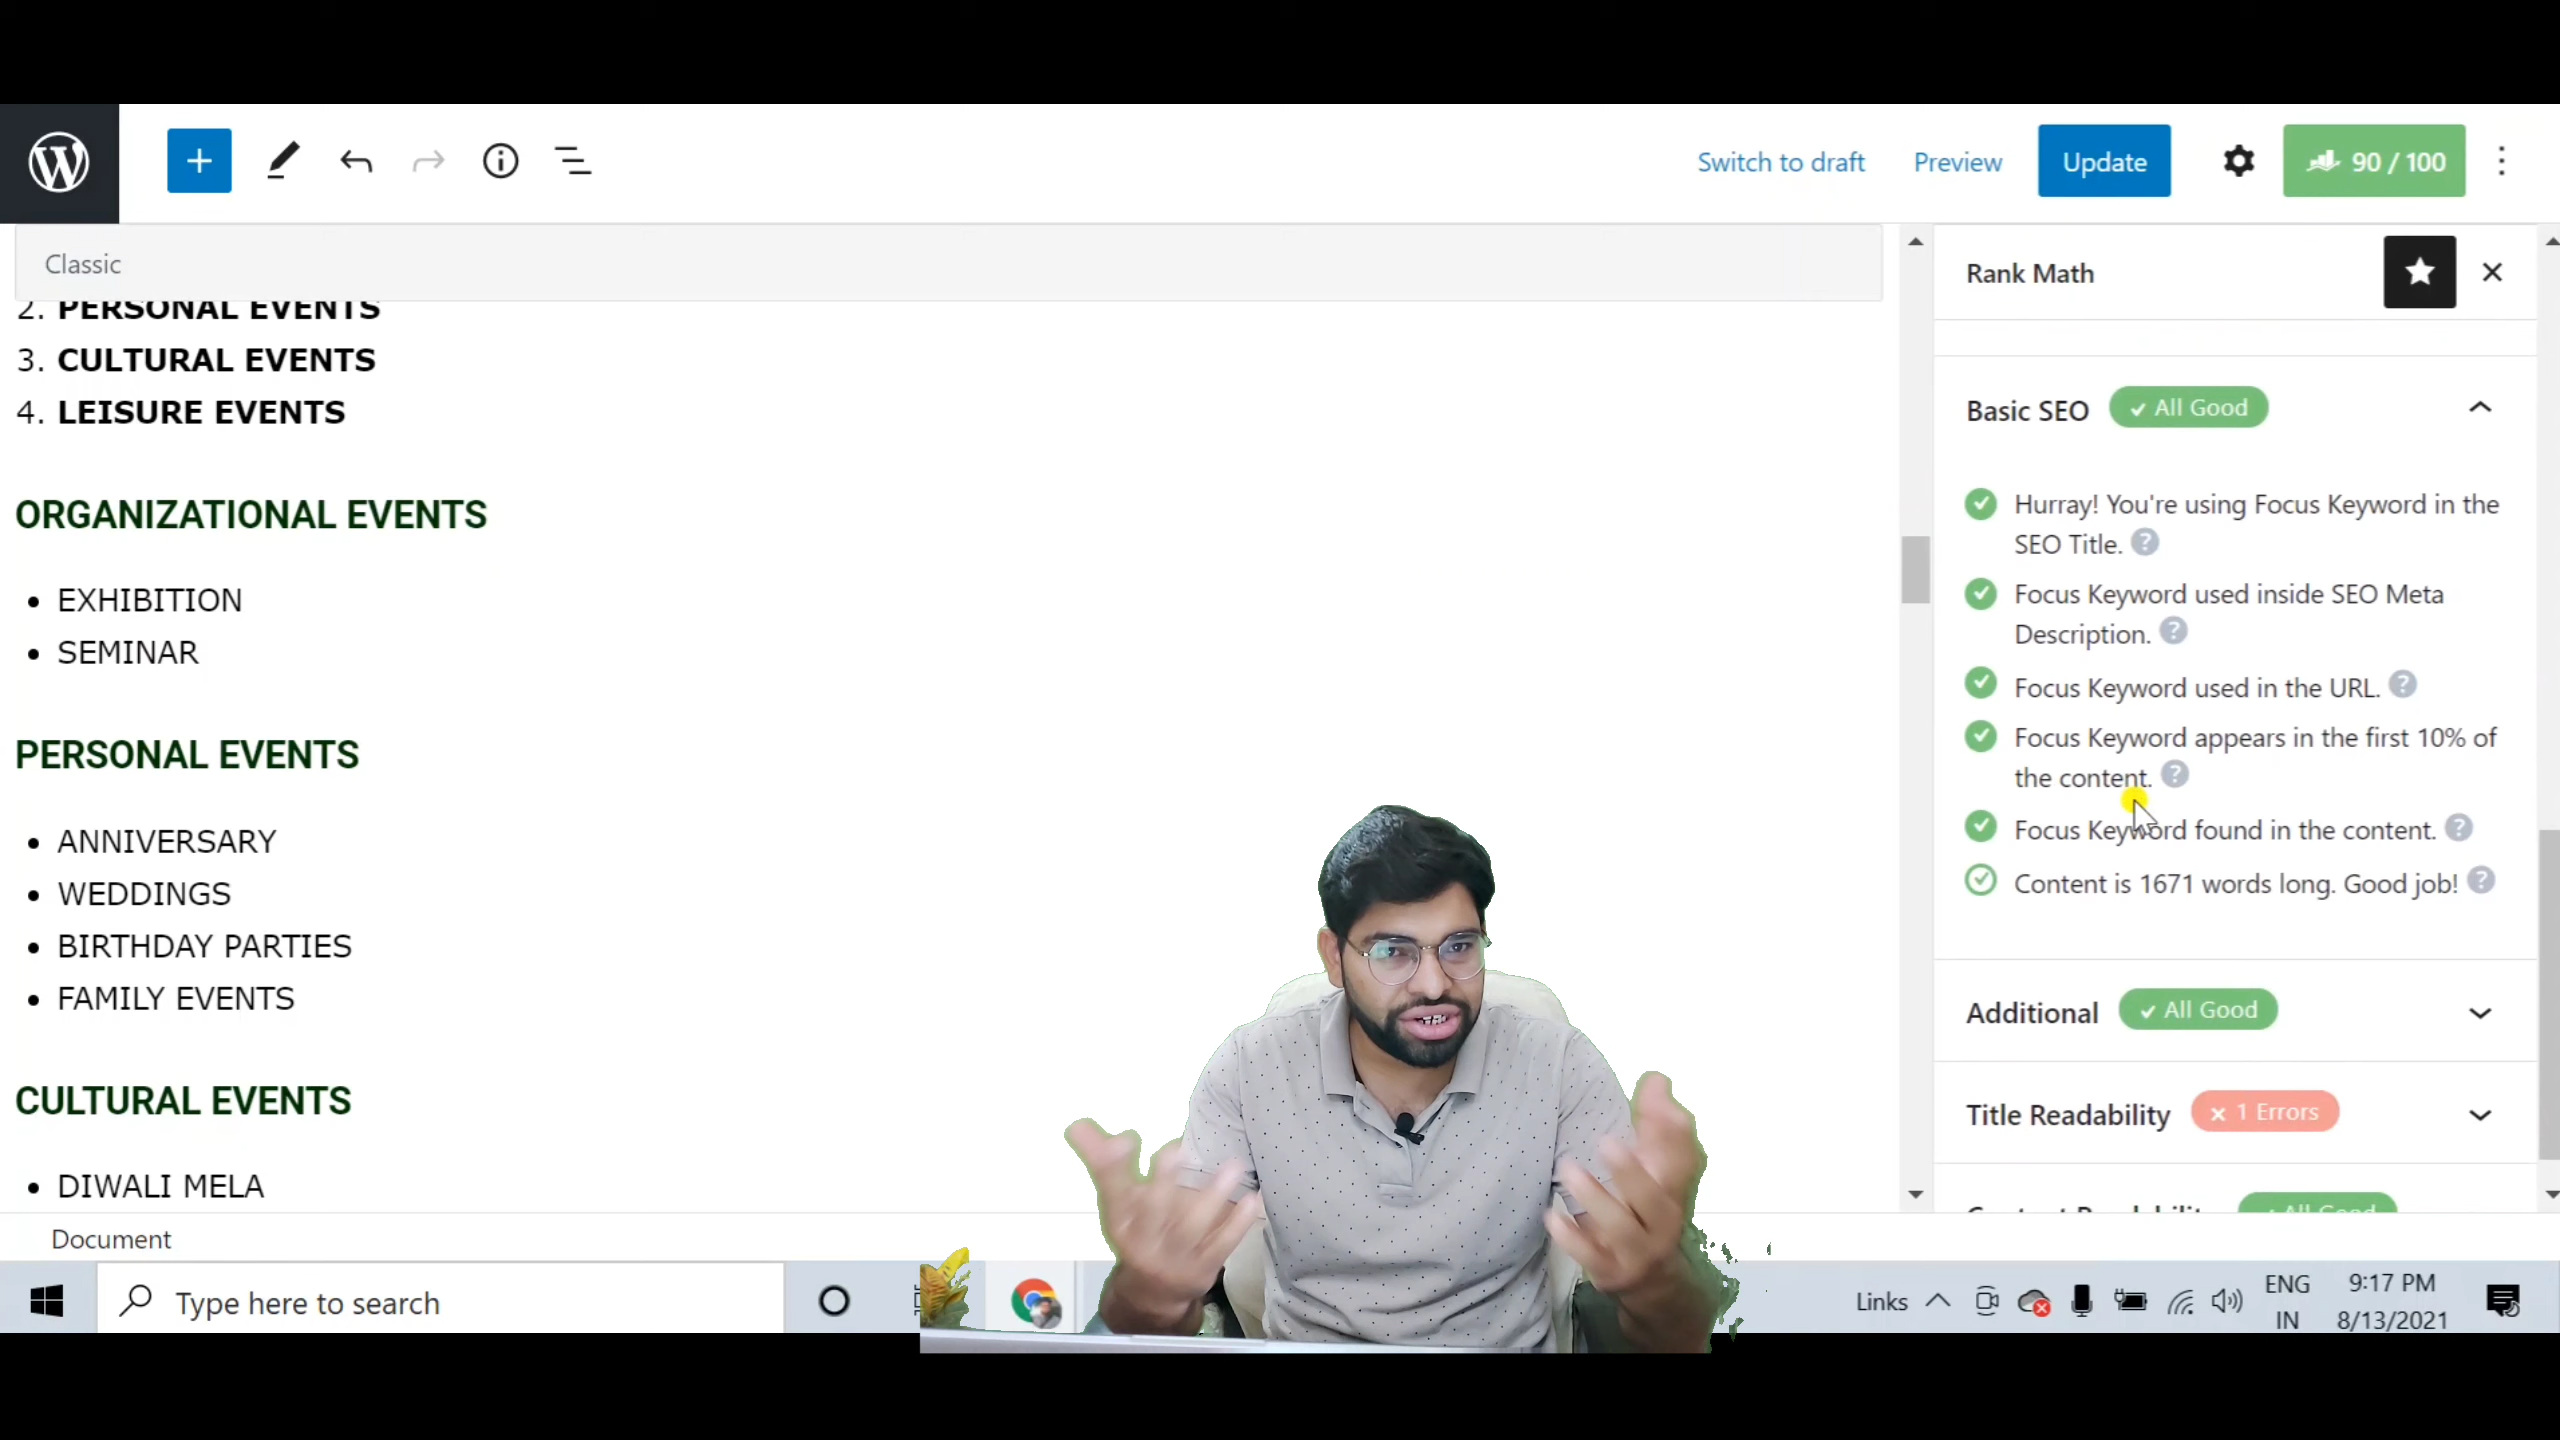 Switch to draft
Preview
Update
90 / 100
Classic
2. PERSONAL EVENTS
3. CULTURAL EVENTS
4. LEISURE EVENTS
ORGANIZATIONAL EVENTS
• EXHIBITION
• SEMINAR
PERSONAL EVENTS
• ANNIVERSARY
• WEDDINGS
• BIRTHDAY PARTIES
• FAMILY EVENTS
CULTURAL EVENTS
• DIWALI MELA
Document
Rank Math
Basic SEO
All Good
Hurray! You're using Focus Keyword in the
SEO Title.
Focus Keyword used inside SEO Meta
Description.
Focus Keyword used in the URL.
Focus Keyword appears in the first 10% of
the content.
Focus Keyword found in the content.
Content is 1671 words long. Good job!
Additional
All Good
Title Readability
1 Errors
Content Readability
All Good
Type here to search
Links
ENG
IN
9:17 PM
8/13/2021